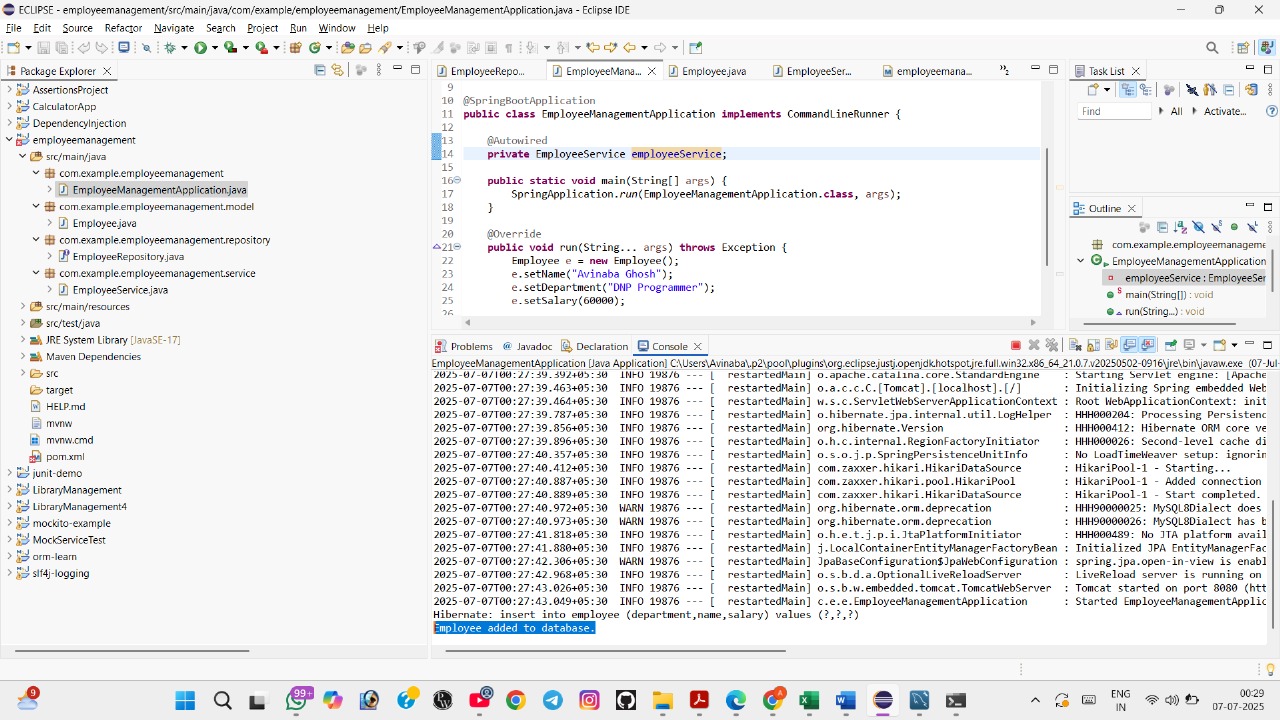 ECLIPSE - employeemanagement/src/main/java/com/example/employeemanagement/EmployeeManagementApplication.java - Eclipse IDE
File Edit Source Refactor Navigate Search Project Run Window Help
Package Explorer
AssertionsProject
CalculatorApp
DependencyInjection
employeemanagement
src/main/java
com.example.employeemanagement
EmployeeManagementApplication.java
com.example.employeemanagement.model
Employee.java
com.example.employeemanagement.repository
EmployeeRepository.java
com.example.employeemanagement.service
EmployeeService.java
src/main/resources
src/test/java
JRE System Library [JavaSE-17]
Maven Dependencies
src
target
HELP.md
mvnw
mvnw.cmd
pom.xml
junit-demo
LibraryManagement
LibraryManagement4
mockito-example
MockServiceTest
orm-learn
slf4j-logging
EmployeeRepo... EmployeeMana... Employee.java EmployeeSer... employeemana... »2
9
10 @SpringBootApplication
11 public class EmployeeManagementApplication implements CommandLineRunner {
12
13 @Autowired
14 private EmployeeService employeeService;
15
16 public static void main(String[] args) {
17 SpringApplication.run(EmployeeManagementApplication.class, args);
18 }
19
20 @Override
21 public void run(String... args) throws Exception {
22 Employee e = new Employee();
23 e.setName("Avinaba Ghosh");
24 e.setDepartment("DNP Programmer");
25 e.setSalary(60000);
26
Task List
Find All Activate...
Outline
com.example.employeemanageme
EmployeeManagementApplication
employeeService : EmployeeSer
main(String[]) : void
run(String...) : void
Problems Javadoc Declaration Console
EmployeeManagementApplication [Java Application] C:\Users\Avinaba\.p2\pool\plugins\org.eclipse.justj.openjdk.hotspot.jre.full.win32.x86_64_21.0.7.v20250502-0916\jre\bin\javaw.exe (07-Jul-
2025-07-07T00:27:39.392+05:30 INFO 19876 --- [ restartedMain] o.apache.catalina.core.StandardEngine : Starting Servlet engine: [Apache
2025-07-07T00:27:39.463+05:30 INFO 19876 --- [ restartedMain] o.a.c.c.C.[Tomcat].[localhost].[/] : Initializing Spring embedded Web
2025-07-07T00:27:39.464+05:30 INFO 19876 --- [ restartedMain] w.s.c.ServletWebServerApplicationContext : Root WebApplicationContext: init
2025-07-07T00:27:39.787+05:30 INFO 19876 --- [ restartedMain] o.hibernate.jpa.internal.util.LogHelper : HHH000204: Processing Persistenc
2025-07-07T00:27:39.856+05:30 INFO 19876 --- [ restartedMain] org.hibernate.Version : HHH000412: Hibernate ORM core ve
2025-07-07T00:27:39.896+05:30 INFO 19876 --- [ restartedMain] o.h.c.internal.RegionFactoryInitiator : HHH000026: Second-level cache di
2025-07-07T00:27:40.357+05:30 INFO 19876 --- [ restartedMain] o.s.o.j.p.SpringPersistenceUnitInfo : No LoadTimeWeaver setup: ignorin
2025-07-07T00:27:40.412+05:30 INFO 19876 --- [ restartedMain] com.zaxxer.hikari.HikariDataSource : HikariPool-1 - Starting...
2025-07-07T00:27:40.887+05:30 INFO 19876 --- [ restartedMain] com.zaxxer.hikari.pool.HikariPool : HikariPool-1 - Added connection
2025-07-07T00:27:40.889+05:30 INFO 19876 --- [ restartedMain] com.zaxxer.hikari.HikariDataSource : HikariPool-1 - Start completed.
2025-07-07T00:27:40.972+05:30 WARN 19876 --- [ restartedMain] org.hibernate.orm.deprecation : HHH90000025: MySQL8Dialect does
2025-07-07T00:27:40.973+05:30 WARN 19876 --- [ restartedMain] org.hibernate.orm.deprecation : HHH90000026: MySQL8Dialect has b
2025-07-07T00:27:41.818+05:30 INFO 19876 --- [ restartedMain] o.h.e.t.j.p.i.JtaPlatformInitiator : HHH000489: No JTA platform avail
2025-07-07T00:27:41.880+05:30 INFO 19876 --- [ restartedMain] j.LocalContainerEntityManagerFactoryBean : Initialized JPA EntityManagerFac
2025-07-07T00:27:42.306+05:30 WARN 19876 --- [ restartedMain] JpaBaseConfiguration$JpaWebConfiguration : spring.jpa.open-in-view is enabl
2025-07-07T00:27:42.968+05:30 INFO 19876 --- [ restartedMain] o.s.b.d.a.OptionalLiveReloadServer : LiveReload server is running on
2025-07-07T00:27:43.026+05:30 INFO 19876 --- [ restartedMain] o.s.b.w.embedded.tomcat.TomcatWebServer : Tomcat started on port 8080 (htt
2025-07-07T00:27:43.049+05:30 INFO 19876 --- [ restartedMain] c.e.e.EmployeeManagementApplication : Started EmployeeManagementApplic
Hibernate: insert into employee (department,name,salary) values (?,?,?)
Employee added to database.
9
99+
ENG
IN
00:29
07-07-2025